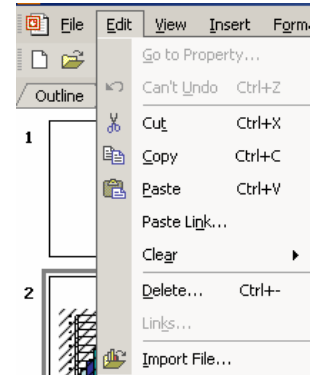 File Edit View Insert Form
Go to Property...
Can't Undo Ctrl+Z
Outline
Cut Ctrl+X
1
Copy Ctrl+C
Paste Ctrl+V
Paste Link...
Clear
2
Delete... Ctrl+-
Links...
Import File...